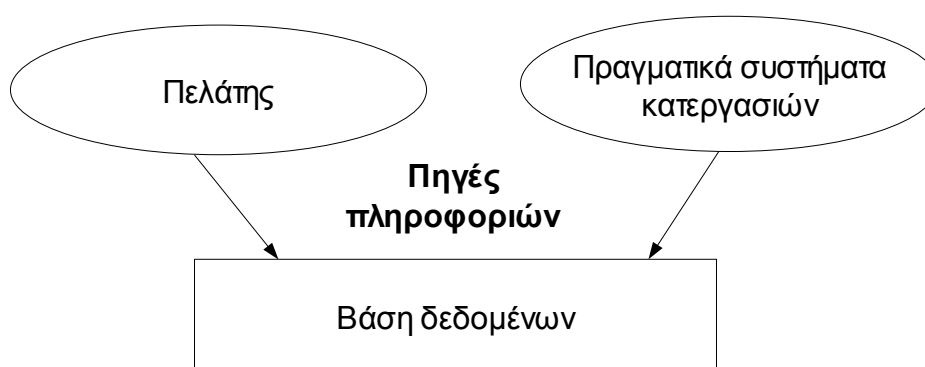 Πελάτης
Πραγματικά συστήματα
κατεργασιών
Πηγές
πληροφοριών
Βάση δεδομένων